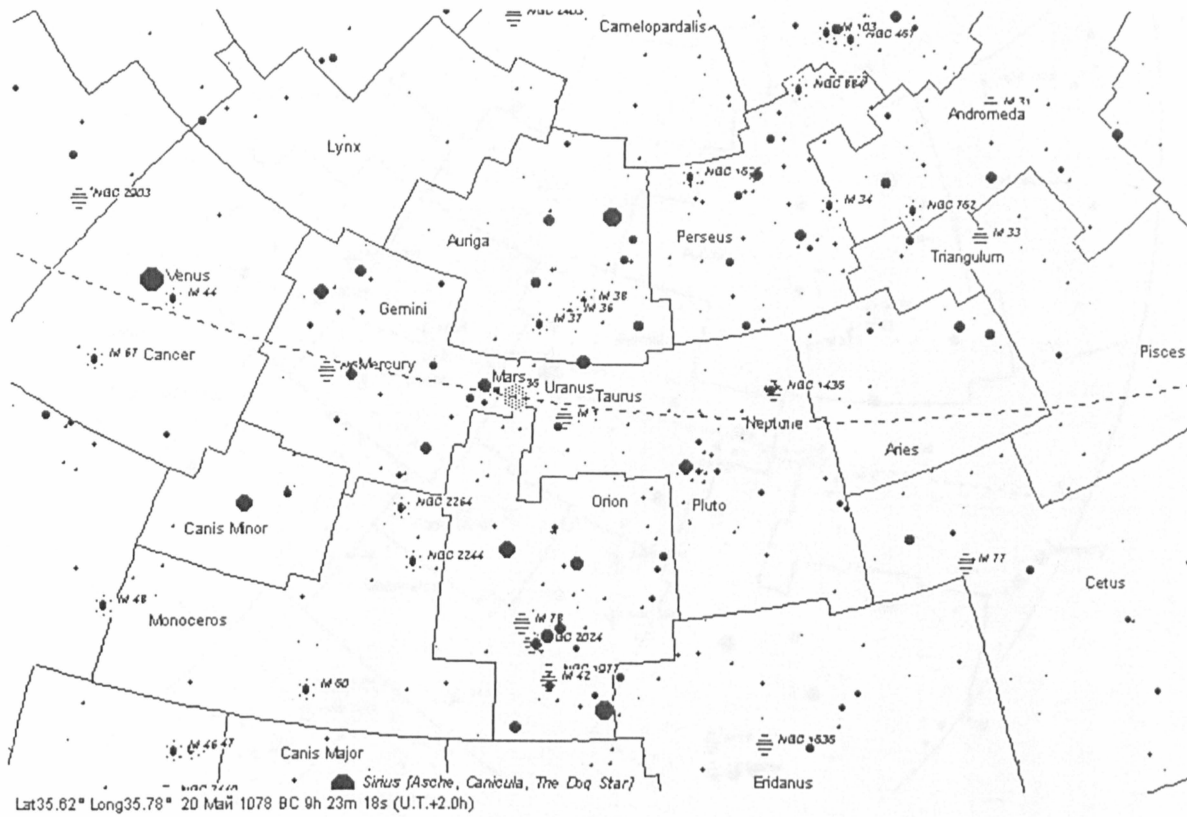 NGC 2403
Camelopardalis
M 103
NGC 457
NGC 884
M 31
Andromeda
Lynx
NGC 2903
M 34
NGC 752
Auriga
Perseus
M 33
Triangulum
Venus
M 44
Gemini
M 38
M 36
M 37
M 67
Cancer
Mercury
Mars
35
Uranus
Taurus
NGC 1435
Pisces
M 1
Neptune
Aries
Canis Minor
NGC 2264
Orion
Pluto
NGC 2244
M 77
Cetus
M 48
Monoceros
M 78
NGC 2024
NGC 1977
M 42
M 50
M 46 47
Canis Major
NGC 1535
Eridanus
Sirius (Asche, Canicula, The Dog Star)
Lat35.62° Long35.78° 20 Май 1078 BC 9h 23m 18s (U.T.+2.0h)